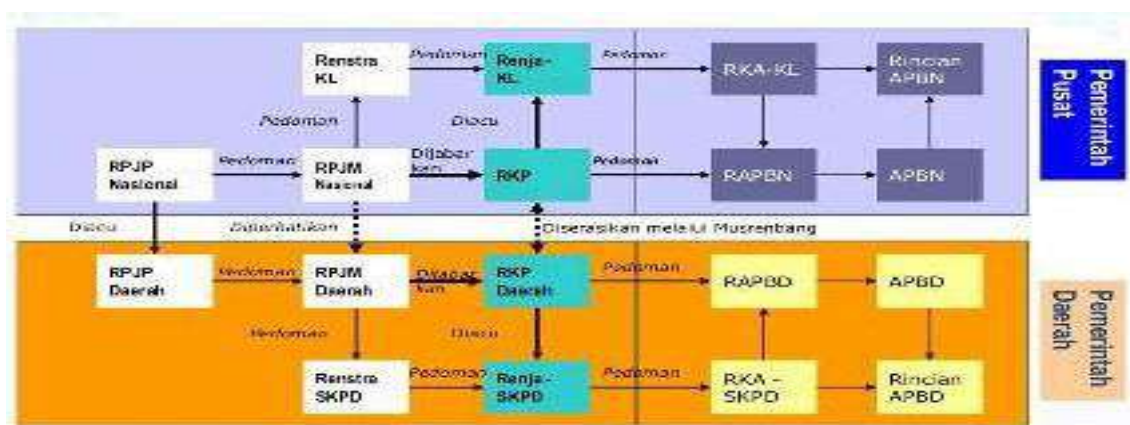 Renstra
KL
Pedoman
Renja-
KL
Pedoman
RKA-KL
Rincian
APBN
Pedoman
Diacu
RPJP
Nasional
Pedoman
RPJM
Nasional
Dijabar
kan
RKP
Pedoman
RAPBN
APBN
Pemerintah
Pusat
Diacu
Diperhatikan
Diserasikan melalui Musrenbang
RPJP
Daerah
Pedoman
RPJM
Daerah
Dijabar
kan
RKP
Daerah
Pedoman
RAPBD
APBD
Pedoman
Diacu
Renstra
SKPD
Pedoman
Renja-
SKPD
Pedoman
RKA -
SKPD
Rincian
APBD
Pemerintah
Daerah